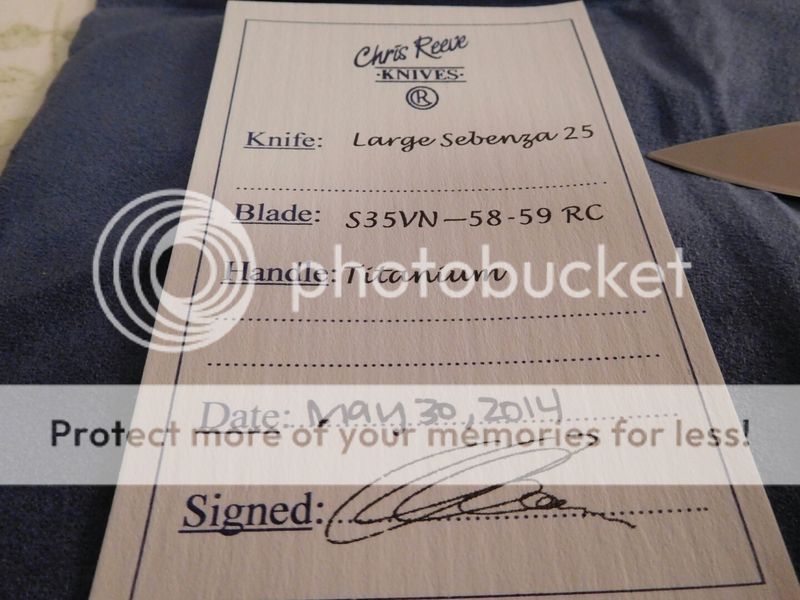 Chris Reeve
·KNIVES·
®
Knife: Large Sebenza 25
Blade: S35VN—58-59 RC
Handle: Titanium
photobucket
Date: MAY 30, 2014
Protect more of your memories for less!
Signed: